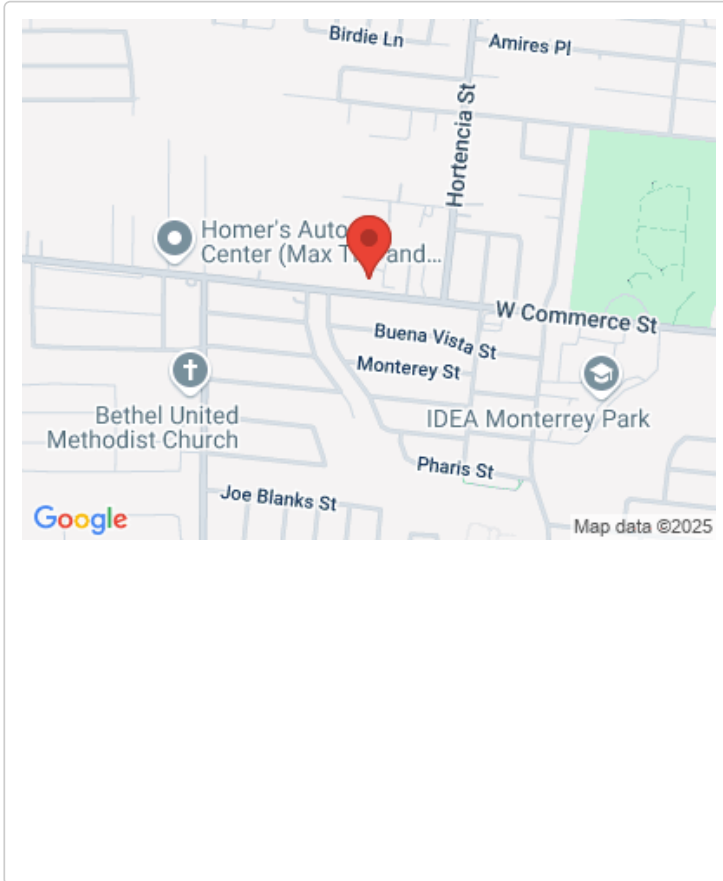 Birdie Ln
Amires Pl
Hortencia St
Homer's Auto
Center (Max and...
W Commerce St
Buena Vista St
Monterey St
Bethel United
Methodist Church
IDEA Monterrey Park
Pharis St
Joe Blanks St
Google
Map data ©2025